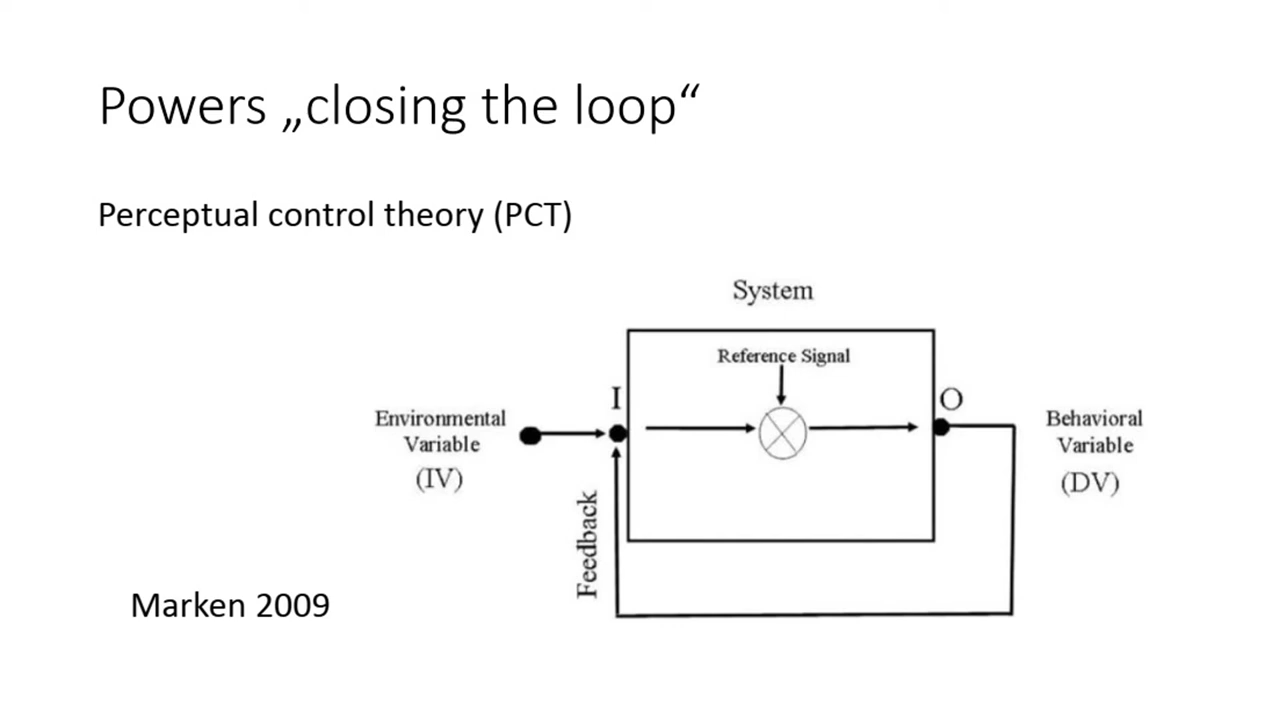 Powers „closing the loop“
Perceptual control theory (PCT)
System
Reference Signal
I
O
Environmental
Variable
(IV)
Behavioral
Variable
(DV)
Feedback
Marken 2009